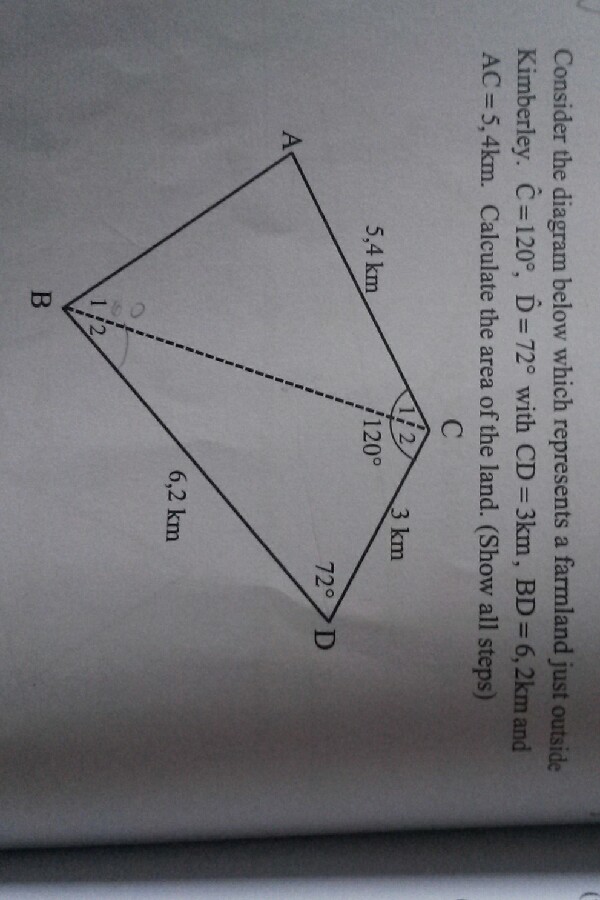 Consider the diagram below which represents a farmland just outside
Kimberley. Ĉ=120°, D̂=72° with CD=3km, BD=6,2km and
AC=5,4km. Calculate the area of the land. (Show all steps)
C
1 2
120°
5,4 km
3 km
A
72°
D
6,2 km
1 2
B